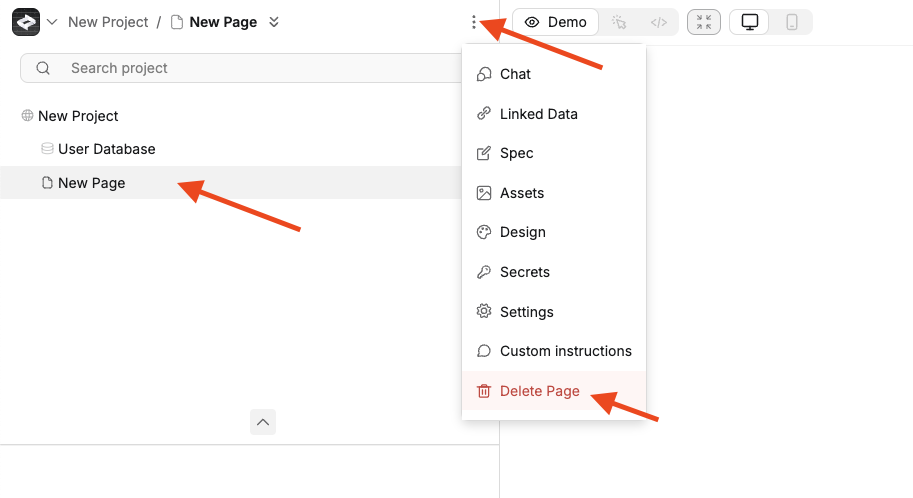 New Project / New Page
Demo
Search project
New Project
User Database
New Page
Chat
Linked Data
Spec
Assets
Design
Secrets
Settings
Custom instructions
Delete Page